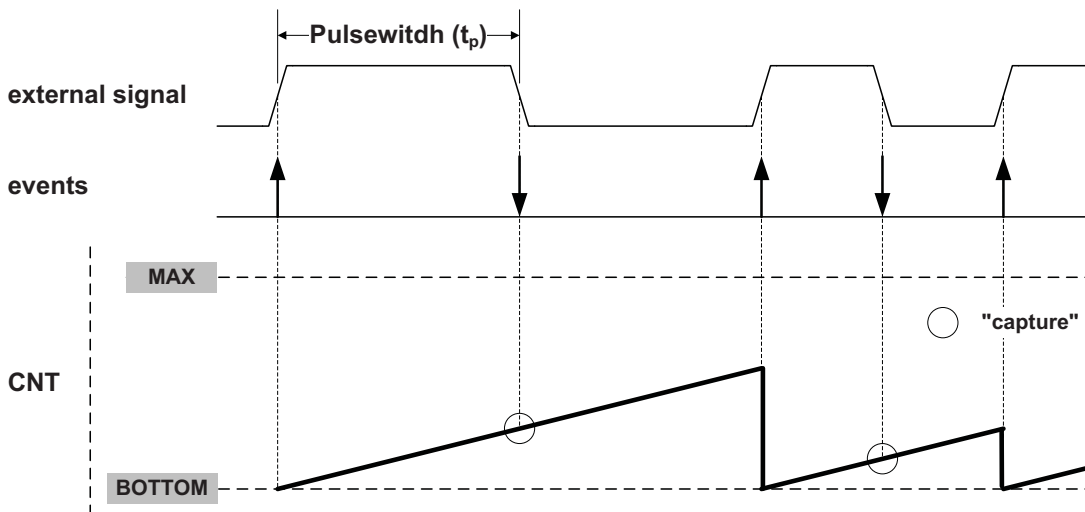 Pulsewitdh (tp)
external signal
events
MAX
"capture"
CNT
BOTTOM